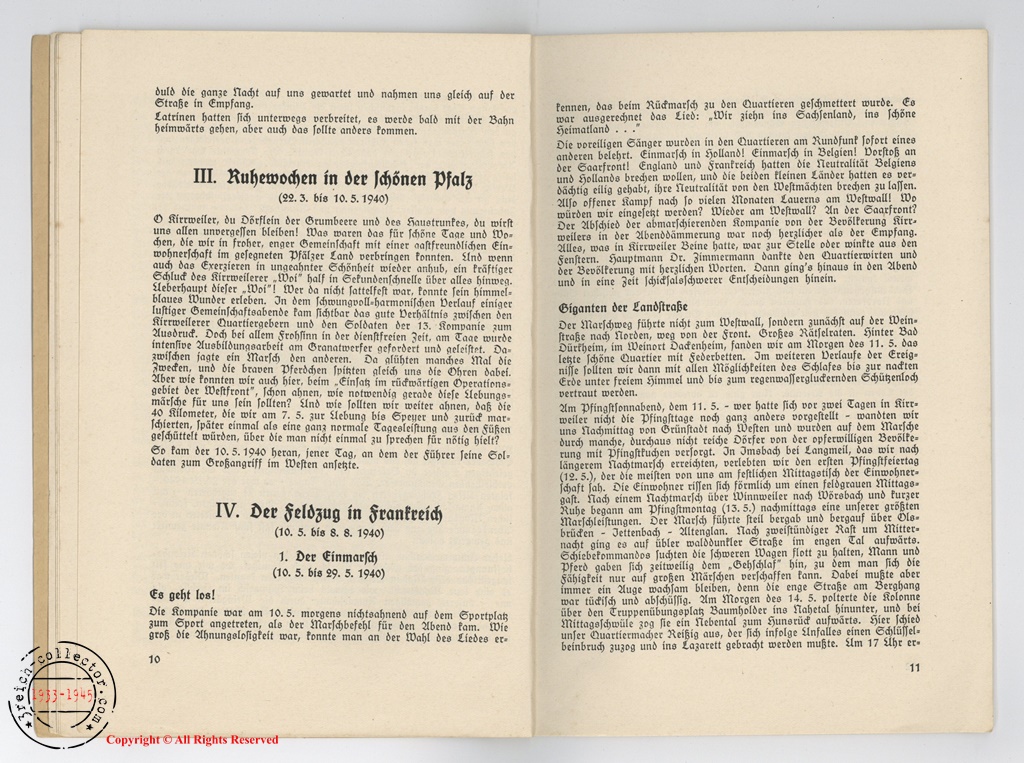 duld die ganze Nacht auf uns gewartet und nahmen uns gleich auf der
Straße in Empfang.
Latrinen hatten sich unterwegs verbreitet, es werde bald mit der Bahn
heimwärts gehen, aber auch das sollte anders kommen.
III. Ruhewochen in der schönen Pfalz
(22. 3. bis 10. 5. 1940)
O Kirrweiler, du Dörflein der Grumbeere und des Haustrunkes, du wirst
uns allen unvergessen bleiben! Was waren das für schöne Tage und Wo-
chen, die wir in froher, enger Gemeinschaft mit einer gastfreundlichen Ein-
wohnerschaft im gesegneten Pfälzer Land verbringen konnten. Und wenn
auch das Exerzieren in ungeahnter Schönheit wieder anhub, ein kräftiger
Schluck des Kirrweilerer „Woi" half in Sekundenschnelle über alles hinweg.
Ueberhaupt dieser „Woi"! Wer da nicht sattelfest war, konnte sein himmel-
blaues Wunder erleben. In dem schwungvoll-harmonischen Verlauf einiger
lustiger Gemeinschaftsabende kam sichtbar das gute Verhältnis zwischen den
Kirrweilerer Quartiergebern und den Soldaten der 13. Kompanie zum
Ausdruck. Doch bei allem Frohsinn in der dienstfreien Zeit, am Tage wurde
intensive Ausbildungsarbeit am Granatwerfer gefordert und geleistet. Da-
zwischen jagte ein Marsch den anderen. Da glühten manches Mal die
Zwecken, und die braven Pferdchen spitzten gleich uns die Ohren dabei.
Aber wie konnten wir auch hier, beim „Einsatz im rückwärtigen Operations-
gebiet der Westfront", schon ahnen, wie notwendig gerade diese Uebungs-
märsche für uns sein sollten? Und wie sollten wir weiter ahnen, daß die
40 Kilometer, die wir am 7. 5. zur Uebung bis Speyer und zurück mar-
schierten, später einmal als eine ganz normale Tagesleistung aus den Füßen
geschüttelt würden, über die man nicht einmal zu sprechen für nötig hielt?
So kam der 10. 5. 1940 heran, jener Tag, an dem der Führer seine Sol-
daten zum Großangriff im Westen ansetzte.
IV. Der Feldzug in Frankreich
(10. 5. bis 8. 8. 1940)
1. Der Einmarsch
(10. 5. bis 29. 5. 1940)
Es geht los!
Die Kompanie war am 10. 5. morgens nichtsahnend auf dem Sportplatz
zum Sport angetreten, als der Marschbefehl für den Abend kam. Wie
groß die Ahnungslosigkeit war, konnte man an der Wahl des Liedes er-
10
kennen, das beim Rückmarsch zu den Quartieren geschmettert wurde. Es
war ausgerechnet das Lied: „Wir ziehn ins Sachsenland, ins schöne
Heimatland . . ."
Die voreiligen Sänger wurden in den Quartieren am Rundfunk sofort eines
anderen belehrt. Einmarsch in Holland! Einmarsch in Belgien! Vorstoß an
der Saarfront! England und Frankreich hatten die Neutralität Belgiens
und Hollands brechen wollen, und die beiden kleinen Länder hatten es ver-
dächtig eilig gehabt, ihre Neutralität von den Westmächten brechen zu lassen.
Also offener Kampf nach so vielen Monaten Lauerns am Westwall! Wo
würden wir eingesetzt werden? Wieder am Westwall? An der Saarfront?
Der Abschied der abmarschierenden Kompanie von der Bevölkerung Kirr-
weilers in der Abenddämmerung war noch herzlicher als der Empfang.
Alles, was in Kirrweiler Beine hatte, war zur Stelle oder winkte aus den
Fenstern. Hauptmann Dr. Zimmermann dankte den Quartierwirten und
der Bevölkerung mit herzlichen Worten. Dann ging's hinaus in den Abend
und in eine Zeit schicksalsschwerer Entscheidungen hinein.
Giganten der Landstraße
Der Marschweg führte nicht zum Westwall, sondern zunächst auf der Wein-
straße nach Norden, weg von der Front. Großes Rätselraten. Hinter Bad
Dürkheim, im Weinort Dackenheim, fanden wir am Morgen des 11. 5. das
letzte schöne Quartier mit Federbetten. Im weiteren Verlaufe der Ereig-
nisse sollten wir dann mit allen Möglichkeiten des Schlafes bis zur nackten
Erde unter freiem Himmel und bis zum regenwassergluckernden Schützenloch
vertraut werden.
Am Pfingstsonnabend, dem 11. 5. - wer hatte sich vor zwei Tagen in Kirr-
weiler nicht die Pfingsttage noch ganz anders vorgestellt - wandten wir
uns Nachmittag von Grünstadt nach Westen und wurden auf dem Marsche
durch manche, durchaus nicht reiche Dörfer von der opferwilligen Bevölke-
rung mit Pfingstkuchen versorgt. In Imsbach bei Langmeil, das wir nach
längerem Nachtmarsch erreichten, verlebten wir den ersten Pfingstfeiertag
(12. 5.), der die meisten von uns am festlichen Mittagstisch der Einwohner-
schaft sah. Die Einwohner rissen sich förmlich um einen feldgrauen Mittags-
gast. Nach einem Nachtmarsch über Winnweiler nach Wörsbach und kurzer
Ruhe begann am Pfingstmontag (13. 5.) nachmittags eine unserer größten
Marschleistungen. Der Marsch führte steil bergab und bergauf über Ols-
brücken - Jettenbach - Altenglan. Nach zweistündiger Rast um Mitter-
nacht ging es auf übler walddunkler Straße im engen Tal aufwärts.
Schiebekommandos suchten die schweren Wagen flott zu halten, Mann und
Pferd gaben sich zeitweilig dem „Gehschlaf" hin, zu dem man sich die
Fähigkeit nur auf großen Märschen verschaffen kann. Dabei mußte aber
immer ein Auge wachsam bleiben, denn die enge Straße am Berghang
war tückisch und abschüssig. Am Morgen des 14. 5. polterte die Kolonne
über den Truppenübungsplatz Baumholder ins Nahetal hinunter, und bei
Mittagsschwüle zog sie ein Nebental zum Hunsrück aufwärts. Hier schied
unser Quartiermacher Reißig aus, der sich infolge Unfalles einen Schlüssel-
beinbruch zuzog und ins Lazarett gebracht werden mußte. Um 17 Uhr er-
11
3reich-collector.com
1933-1945
Copyright © All Rights Reserved